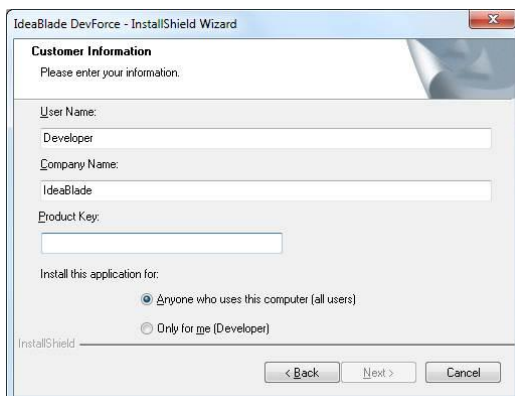 IdeaBlade DevForce - InstallShield Wizard
Customer Information
Please enter your information.
User Name:
Developer
Company Name:
IdeaBlade
Product Key:
Install this application for:
Anyone who uses this computer (all users)
Only for me (Developer)
InstallShield
< Back Next > Cancel